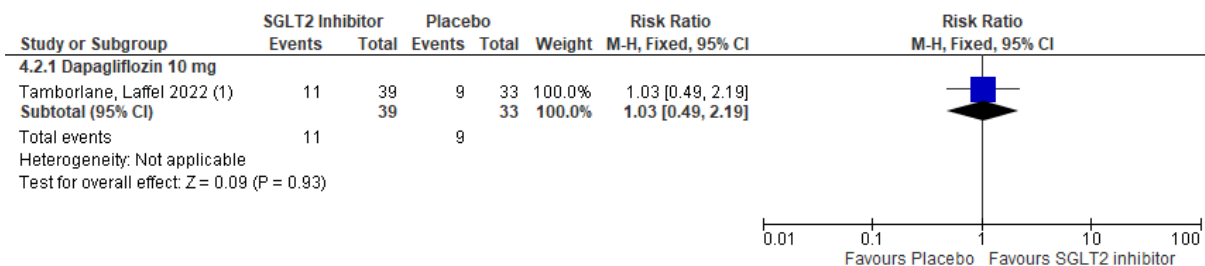 SGLT2 Inhibitor Placebo Risk Ratio Risk Ratio
Study or Subgroup Events Total Events Total Weight M-H, Fixed, 95% CI M-H, Fixed, 95% CI
4.2.1 Dapagliflozin 10 mg
Tamborlane, Laffel 2022 (1) 11 39 9 33 100.0% 1.03 [0.49, 2.19]
Subtotal (95% CI) 39 33 100.0% 1.03 [0.49, 2.19]
Total events 11 9
Heterogeneity: Not applicable
Test for overall effect: Z = 0.09 (P = 0.93)
0.01 0.1 1 10 100
Favours Placebo Favours SGLT2 inhibitor